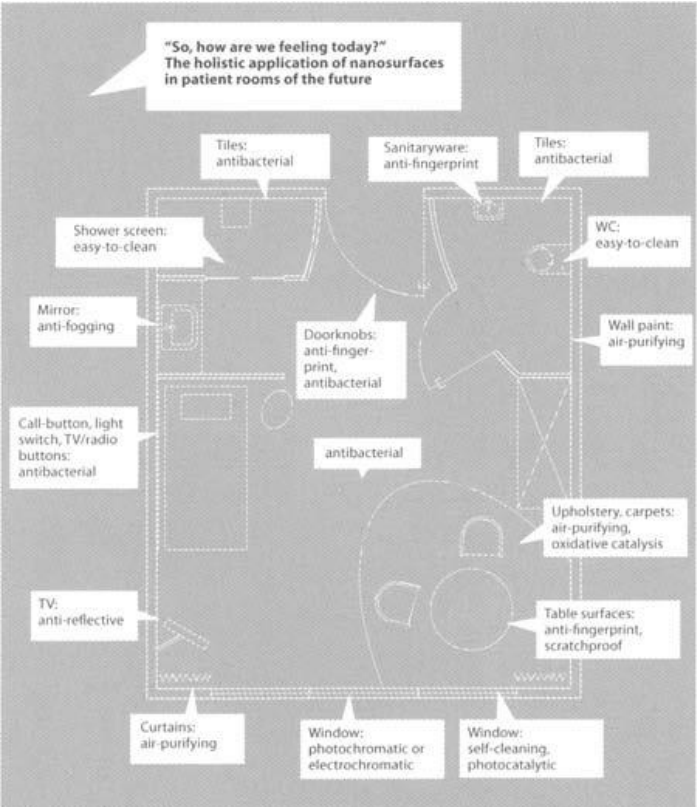 "So, how are we feeling today?"
The holistic application of nanosurfaces
in patient rooms of the future
Tiles:
antibacterial
Sanitaryware:
anti-fingerprint
Tiles:
antibacterial
Shower screen:
easy-to-clean
WC:
easy-to-clean
Mirror:
anti-fogging
Doorknobs:
anti-finger-
print,
antibacterial
Wall paint:
air-purifying
Call-button, light
switch, TV/radio
buttons:
antibacterial
antibacterial
Upholstery, carpets:
air-purifying,
oxidative catalysis
TV:
anti-reflective
Table surfaces:
anti-fingerprint,
scratchproof
Curtains:
air-purifying
Window:
photochromatic or
electrochromatic
Window:
self-cleaning,
photocatalytic